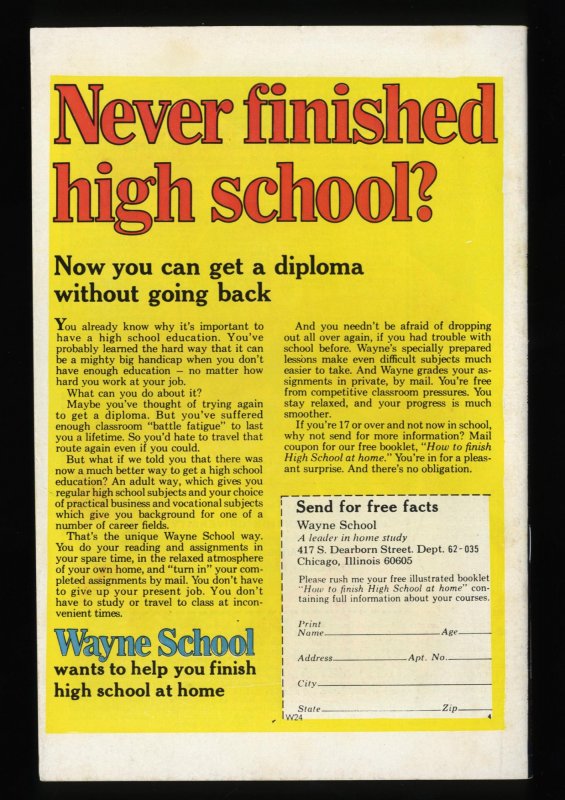 Never finished
high school?
Now you can get a diploma
without going back
You already know why it's important to
have a high school education. You've
probably learned the hard way that it can
be a mighty big handicap when you don't
have enough education – no matter how
hard you work at your job.
What can you do about it?
Maybe you've thought of trying again
to get a diploma. But you've suffered
enough classroom "battle fatigue" to last
you a lifetime. So you'd hate to travel that
route again even if you could.
But what if we told you that there was
now a much better way to get a high school
education? An adult way, which gives you
regular high school subjects and your choice
of practical business and vocational subjects
which give you background for one of a
number of career fields.
That's the unique Wayne School way.
You do your reading and assignments in
your spare time, in the relaxed atmosphere
of your own home, and "turn in" your com-
pleted assignments by mail. You don't have
to give up your present job. You don't
have to study or travel to class at incon-
venient times.
Wayne School
wants to help you finish
high school at home
And you needn't be afraid of dropping
out all over again, if you had trouble with
school before. Wayne's specially prepared
lessons make even difficult subjects much
easier to take. And Wayne grades your as-
signments in private, by mail. You're free
from competitive classroom pressures. You
stay relaxed, and your progress is much
smoother.
If you're 17 or over and not now in school,
why not send for more information? Mail
coupon for our free booklet, "How to finish
High School at home." You're in for a pleas-
ant surprise. And there's no obligation.
Send for free facts
Wayne School
A leader in home study
417 S. Dearborn Street. Dept. 62-035
Chicago, Illinois 60605
Please rush me your free illustrated booklet
"How to finish High School at home" con-
taining full information about your courses.
Print
Name Age
Address Apt. No.
City
State Zip
W24 4